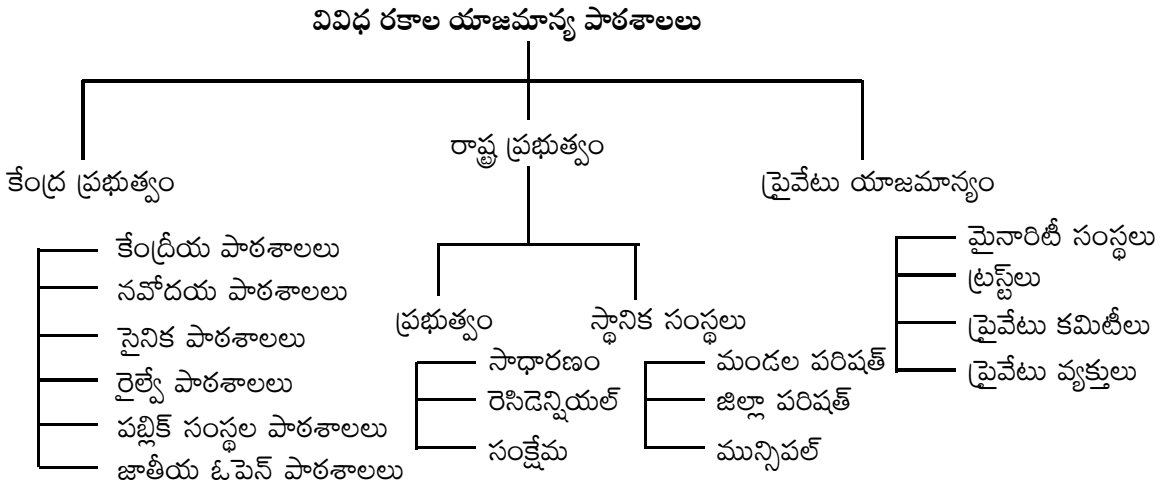 వివిధ రకాల యాజమాన్య పాఠశాలలు
రాష్ట్ర ప్రభుత్వం
కేంద్ర ప్రభుత్వం
ప్రైవేటు యాజమాన్యం
కేంద్రీయ పాఠశాలలు
నవోదయ పాఠశాలలు
సైనిక పాఠశాలలు
రైల్వే పాఠశాలలు
పబ్లిక్ సంస్థల పాఠశాలలు
జాతీయ ఓపెన్ పాఠశాలలు
ప్రభుత్వం
సాధారణం
రెసిడెన్షియల్
సంక్షేమ
స్థానిక సంస్థలు
మండల పరిషత్
జిల్లా పరిషత్
మున్సిపల్
మైనారిటీ సంస్థలు
ట్రస్ట్‌లు
ప్రైవేటు కమిటీలు
ప్రైవేటు వ్యక్తులు